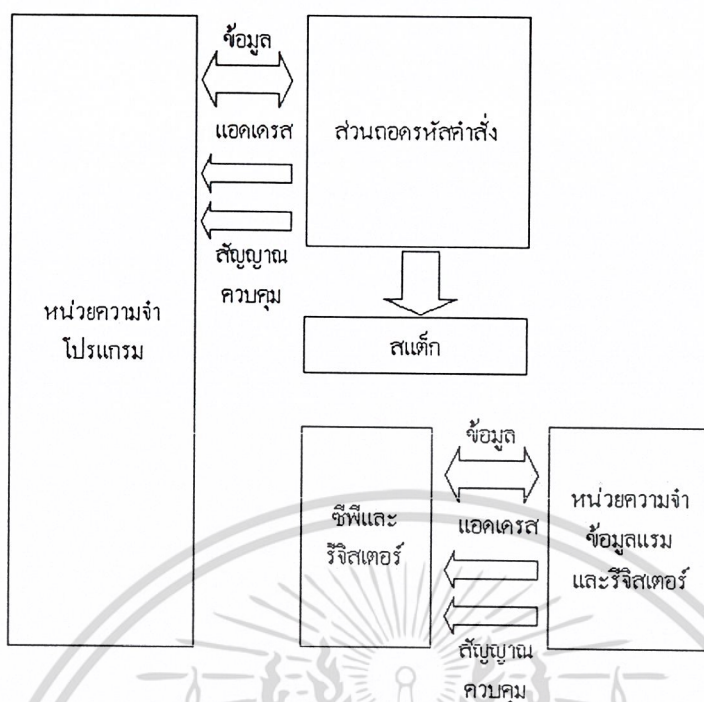 ข้อมูล
แอดเดรส
ส่วนถอดรหัสคำสั่ง
สัญญาณ
ควบคุม
หน่วยความจำ
โปรแกรม
สแต็ก
ข้อมูล
ซีพีและ
รีจิสเตอร์
แอดเดรส
หน่วยความจำ
ข้อมูลแรม
และรีจิสเตอร์
สัญญาณ
ควบคุม